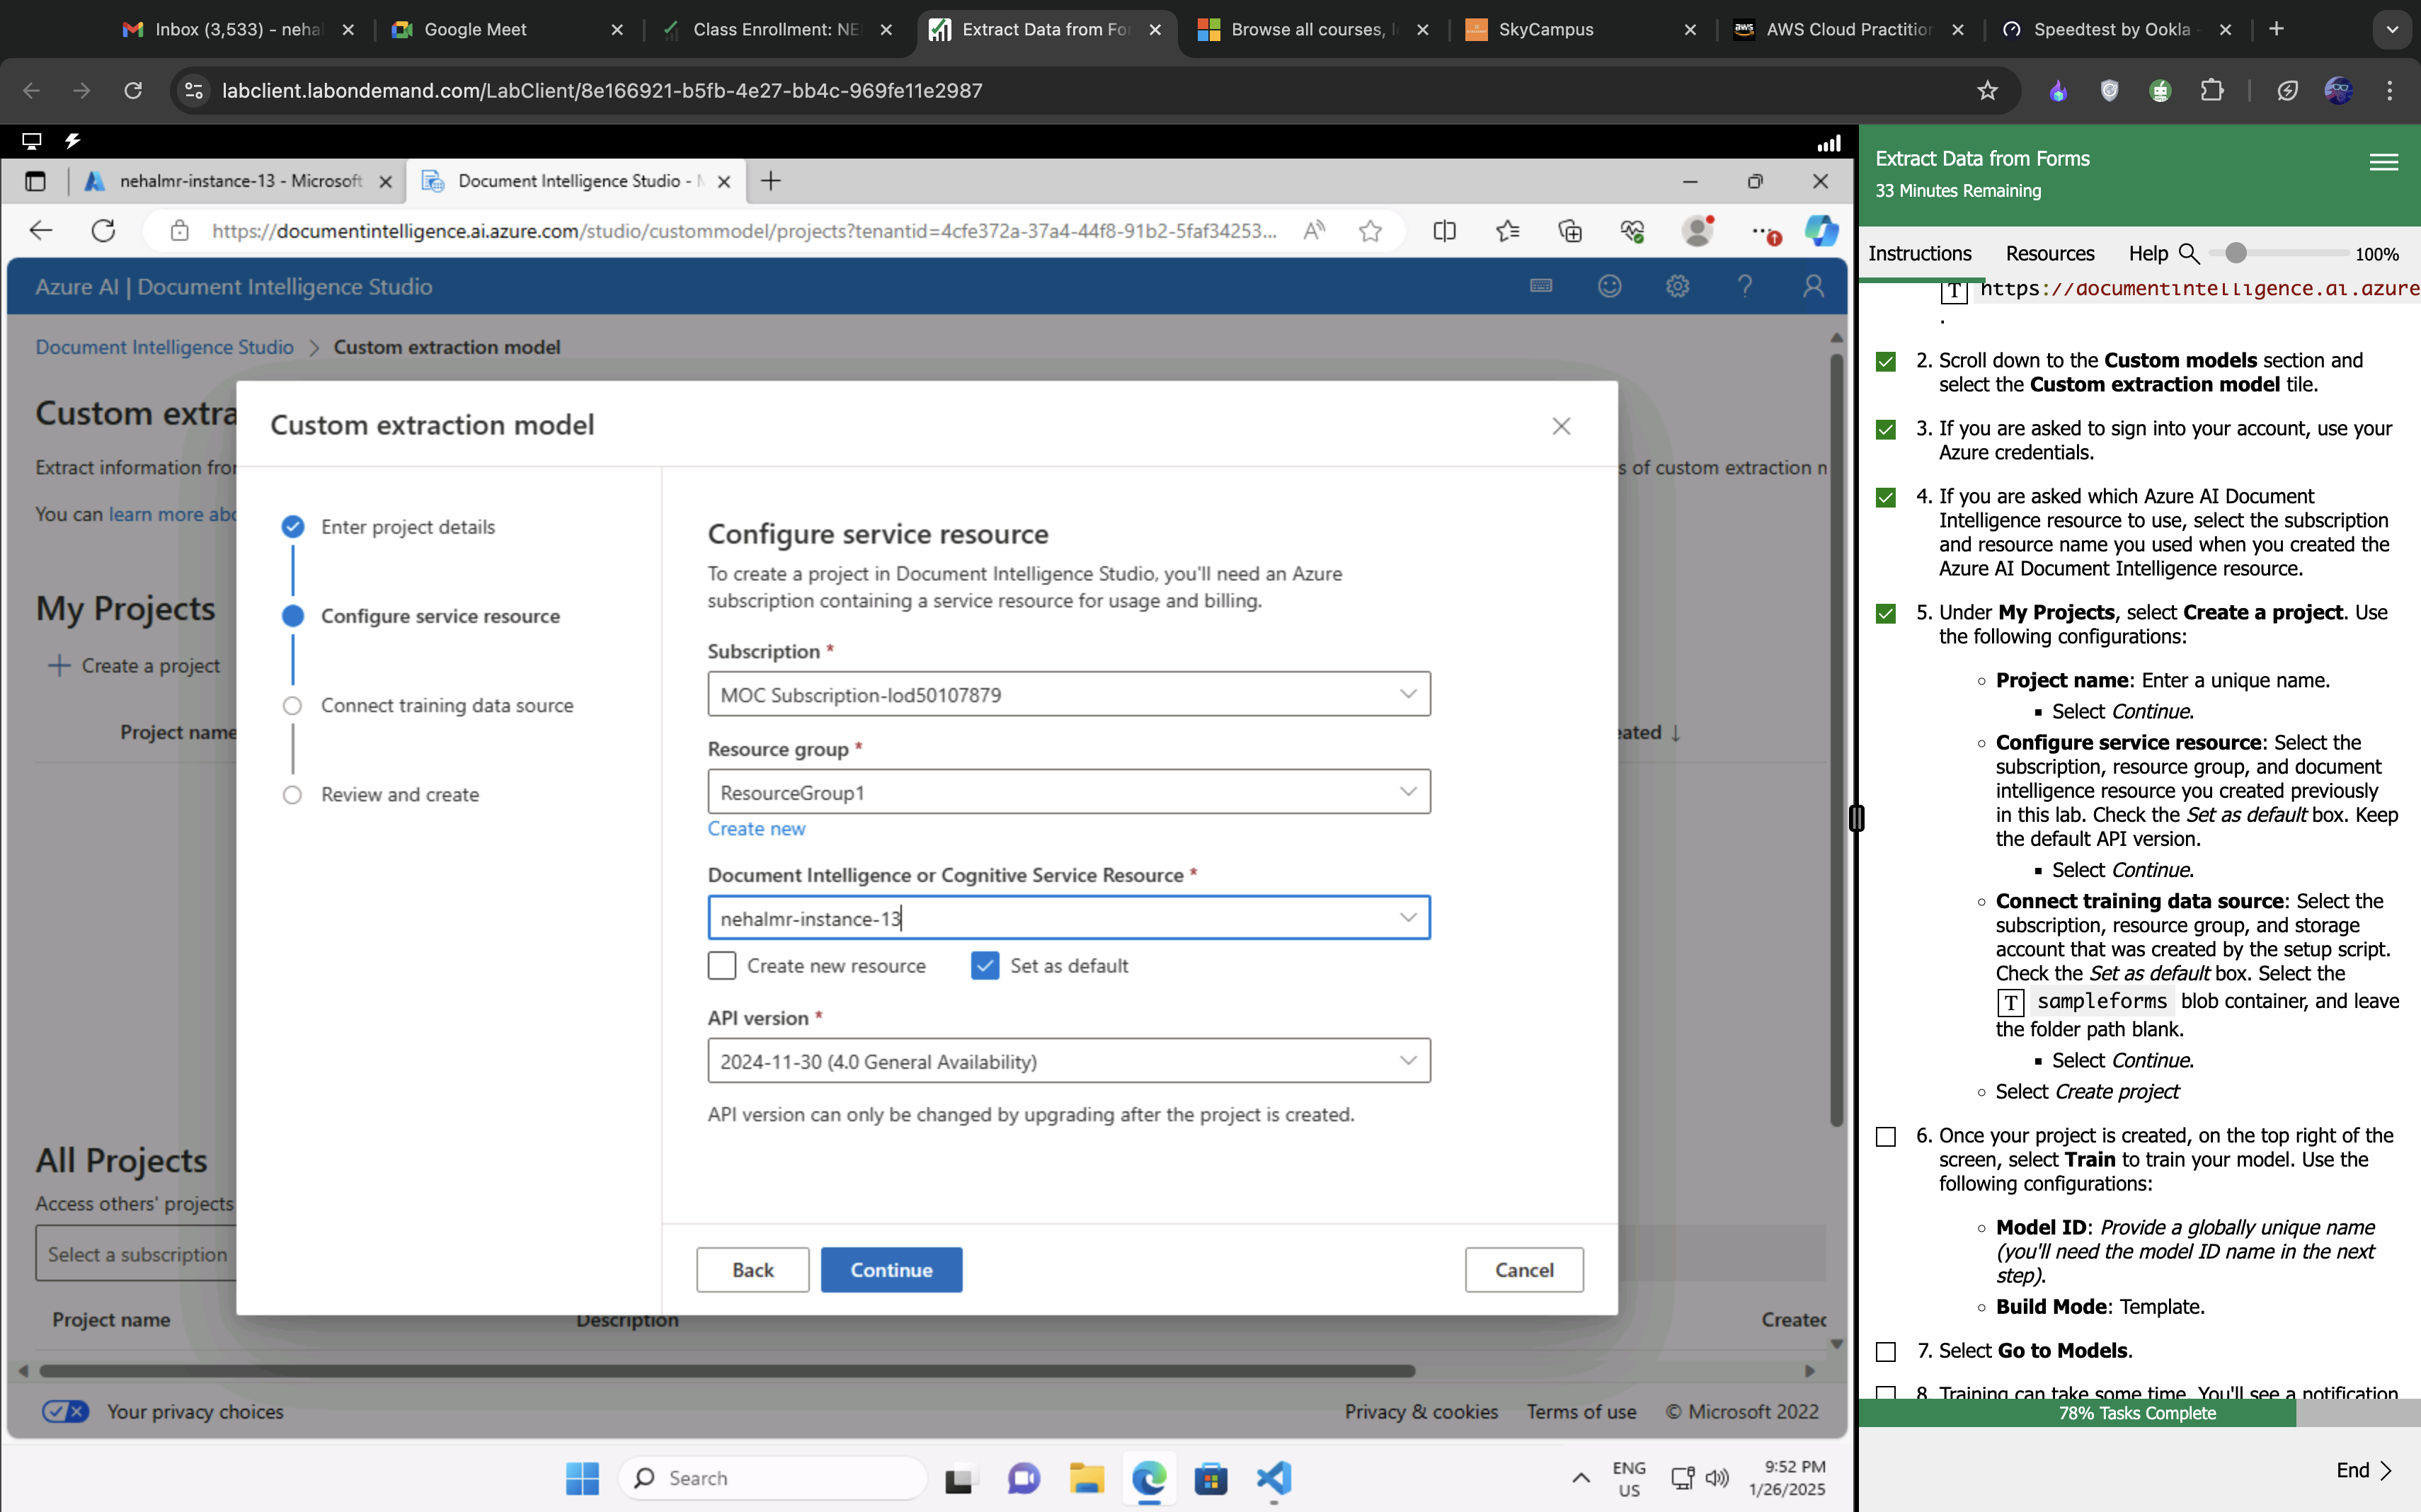 Inbox (3,533) - neha
Google Meet
Class Enrollment: NE
Extract Data from For
Browse all courses, l
SkyCampus
aws
AWS Cloud Practition
Speedtest by Ookla -
labclient.labondemand.com/LabClient/8e166921-b5fb-4e27-bb4c-969fe11e2987
nehalmr-instance-13 - Microsoft
Document Intelligence Studio - M
https://documentintelligence.ai.azure.com/studio/custommodel/projects?tenantid=4cfe372a-37a4-44f8-91b2-5faf34253...
Azure AI | Document Intelligence Studio
Document Intelligence Studio > Custom extraction model
Custom extra
Extract information fro
s of custom extraction n
You can learn more abo
My Projects
+ Create a project
Project name
eated ↓
All Projects
Access others' projects
Select a subscription
Project name
Description
Created
Custom extraction model
Enter project details
Configure service resource
Connect training data source
Review and create
Configure service resource
To create a project in Document Intelligence Studio, you'll need an Azure
subscription containing a service resource for usage and billing.
Subscription *
MOC Subscription-lod50107879
Resource group *
ResourceGroup1
Create new
Document Intelligence or Cognitive Service Resource *
nehalmr-instance-13
Create new resource
Set as default
API version *
2024-11-30 (4.0 General Availability)
API version can only be changed by upgrading after the project is created.
Back
Continue
Cancel
Your privacy choices
Privacy & cookies
Terms of use
© Microsoft 2022
Search
ENG
US
9:52 PM
1/26/2025
Extract Data from Forms
33 Minutes Remaining
Instructions
Resources
Help
100%
T https://documentintelligence.ai.azure
.
2. Scroll down to the Custom models section and
select the Custom extraction model tile.
3. If you are asked to sign into your account, use your
Azure credentials.
4. If you are asked which Azure AI Document
Intelligence resource to use, select the subscription
and resource name you used when you created the
Azure AI Document Intelligence resource.
5. Under My Projects, select Create a project. Use
the following configurations:
Project name: Enter a unique name.
Select Continue.
Configure service resource: Select the
subscription, resource group, and document
intelligence resource you created previously
in this lab. Check the Set as default box. Keep
the default API version.
Select Continue.
Connect training data source: Select the
subscription, resource group, and storage
account that was created by the setup script.
Check the Set as default box. Select the
T sampleforms blob container, and leave
the folder path blank.
Select Continue.
Select Create project
6. Once your project is created, on the top right of the
screen, select Train to train your model. Use the
following configurations:
Model ID: Provide a globally unique name
(you'll need the model ID name in the next
step).
Build Mode: Template.
7. Select Go to Models.
8. Training can take some time. You'll see a notification
78% Tasks Complete
End